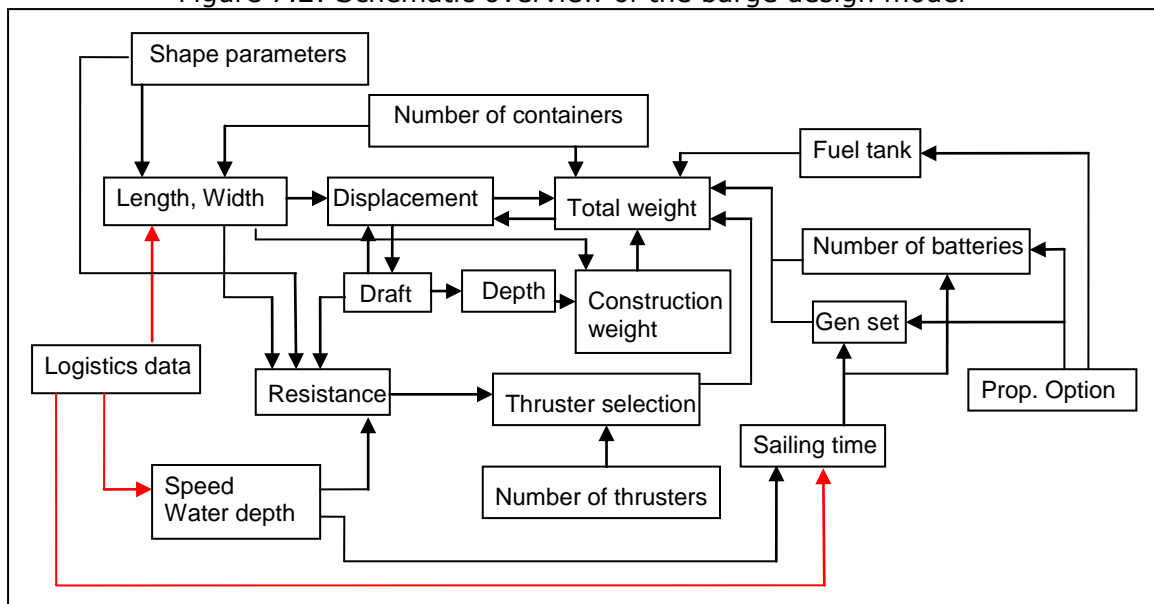 Figure 7.2: Schematic overview of the barge design model
Shape parameters
Number of containers
Fuel tank
Length, Width
Displacement
Total weight
Number of batteries
Draft
Depth
Construction
weight
Gen set
Logistics data
Resistance
Thruster selection
Prop. Option
Sailing time
Speed
Water depth
Number of thrusters